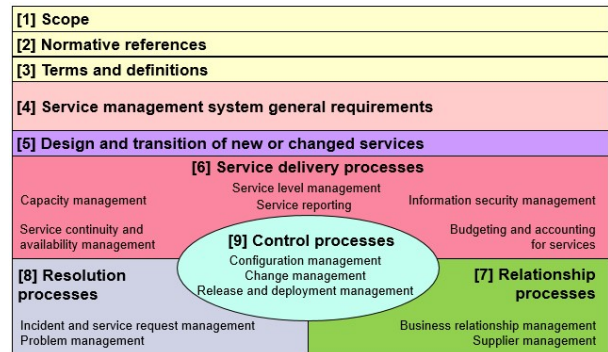 [1] Scope
[2] Normative references
[3] Terms and definitions
[4] Service management system general requirements
[5] Design and transition of new or changed services
[6] Service delivery processes
Capacity management
Service continuity and
availability management
Service level management
Service reporting
Information security management
Budgeting and accounting
for services
[9] Control processes
Configuration management
Change management
Release and deployment management
[8] Resolution
processes
Incident and service request management
Problem management
[7] Relationship
processes
Business relationship management
Supplier management